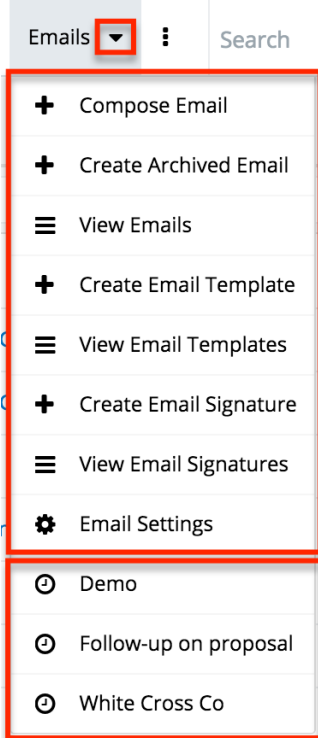 Emails
Search
Compose Email
Create Archived Email
View Emails
Create Email Template
View Email Templates
Create Email Signature
View Email Signatures
Email Settings
Demo
Follow-up on proposal
White Cross Co